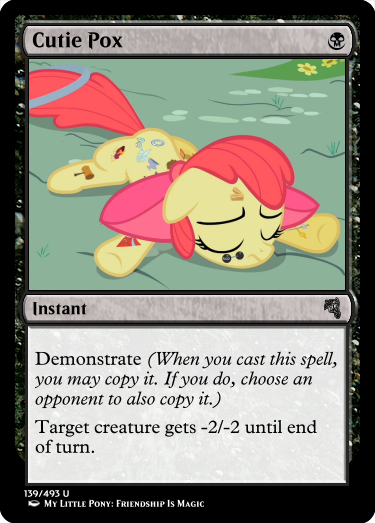 Cutie Pox
Instant
Demonstrate (When you cast this spell,
you may copy it. If you do, choose an
opponent to also copy it.)
Target creature gets -2/-2 until end
of turn.
139/493 U
My Little Pony: Friendship Is Magic